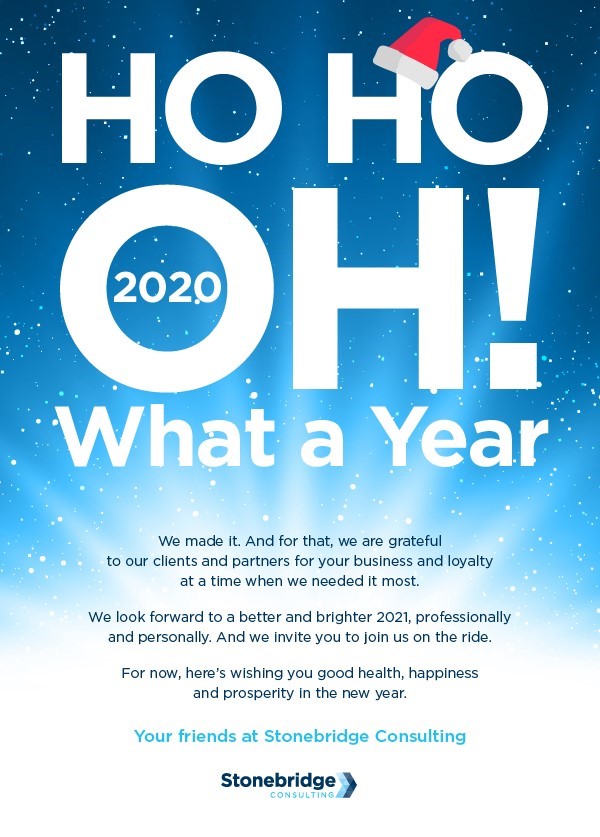 HO HO
OH!
2020
What a Year
We made it. And for that, we are grateful
to our clients and partners for your business and loyalty
at a time when we needed it most.
We look forward to a better and brighter 2021, professionally
and personally. And we invite you to join us on the ride.
For now, here's wishing you good health, happiness
and prosperity in the new year.
Your friends at Stonebridge Consulting
Stonebridge
CONSULTING